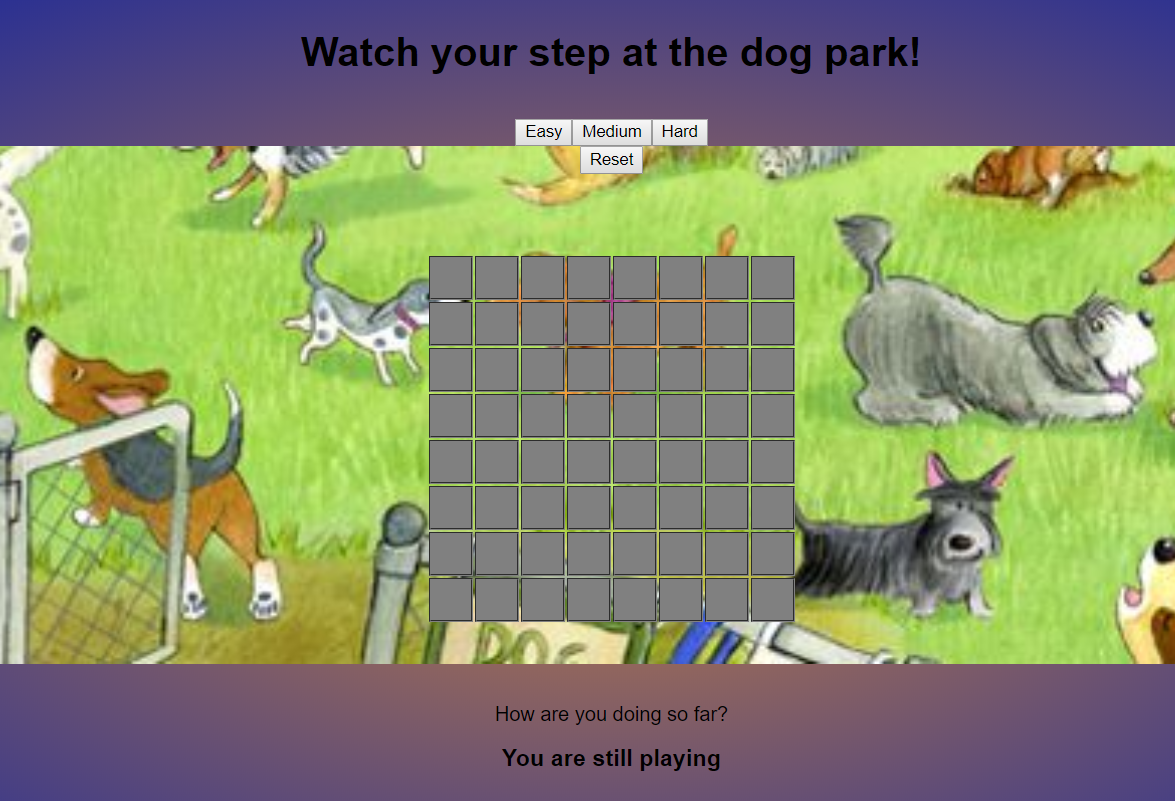 Watch your step at the dog park!
Easy Medium Hard
Reset
DOG
How are you doing so far?
You are still playing